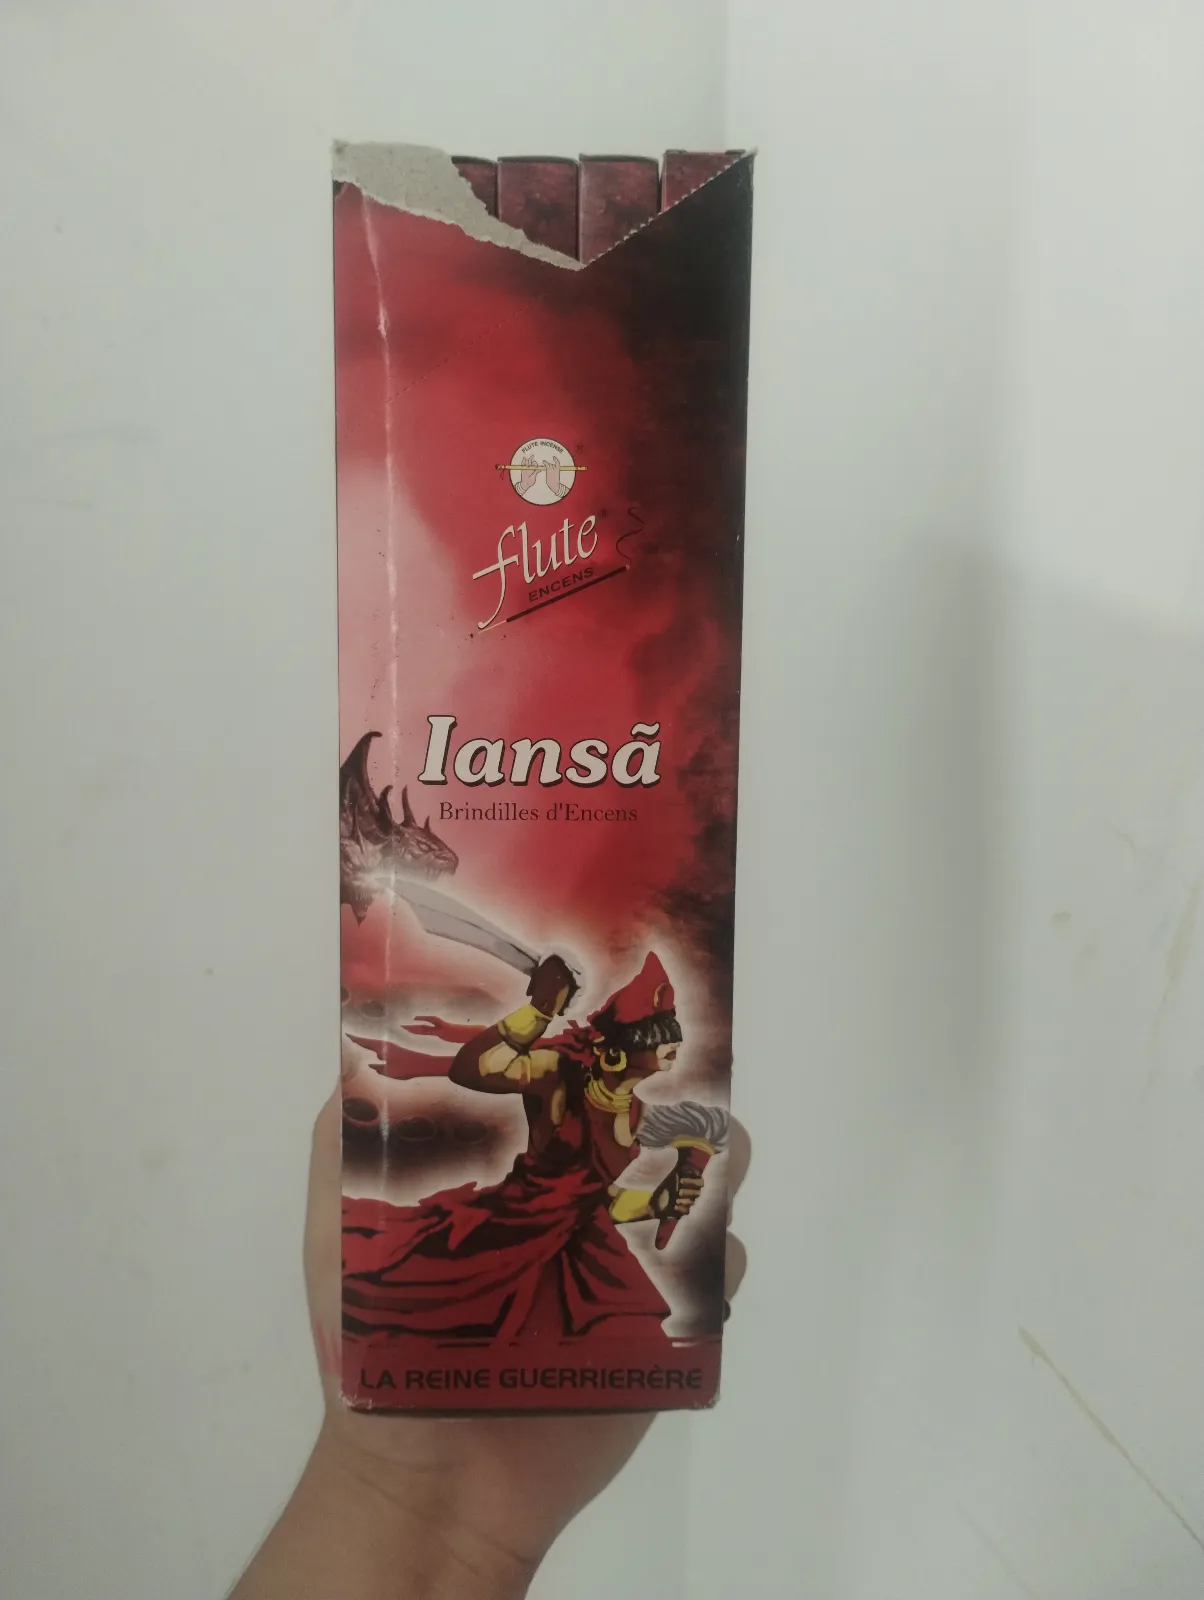 FLUTE INCENSE
flute
ENCENS
Iansã
Brindilles d'Encens
LA REINE GUERRIERÈRE